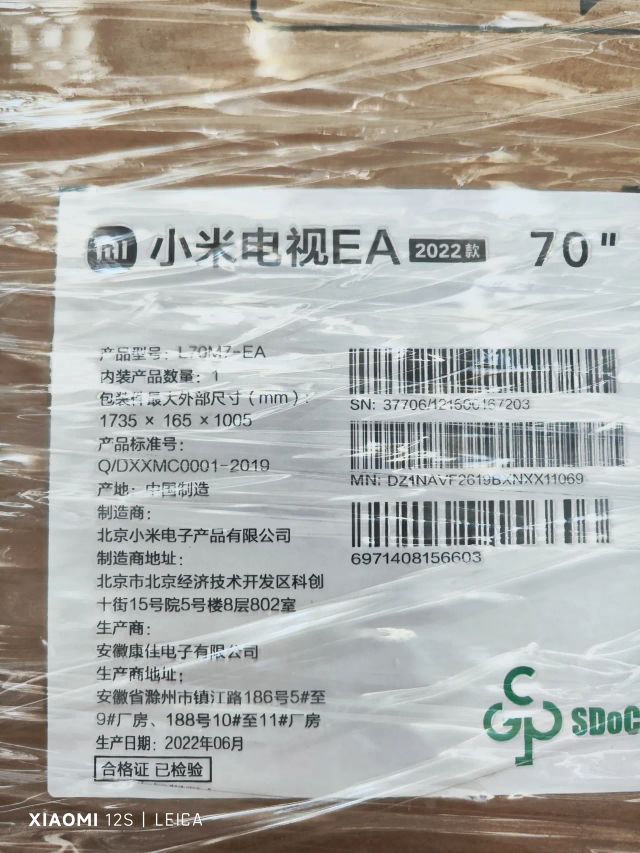 小米电视EA 2022款 70"
产品型号: L70M7-EA
内装产品数量: 1
包装件最大外部尺寸(mm):
1735 × 165 × 1005
产品标准号:
Q/DXXMC0001-2019
产地: 中国制造
制造商:
北京小米电子产品有限公司
制造商地址:
北京市北京经济技术开发区科创
十街15号院5号楼8层802室
生产商:
安徽康佳电子有限公司
生产商地址:
安徽省滁州市镇江路186号5#至
9#厂房、188号10#至11#厂房
生产日期: 2022年06月
合格证 已检验
SN:
MN:
6971408156603
SDoC
XIAOMI 12S | LEICA